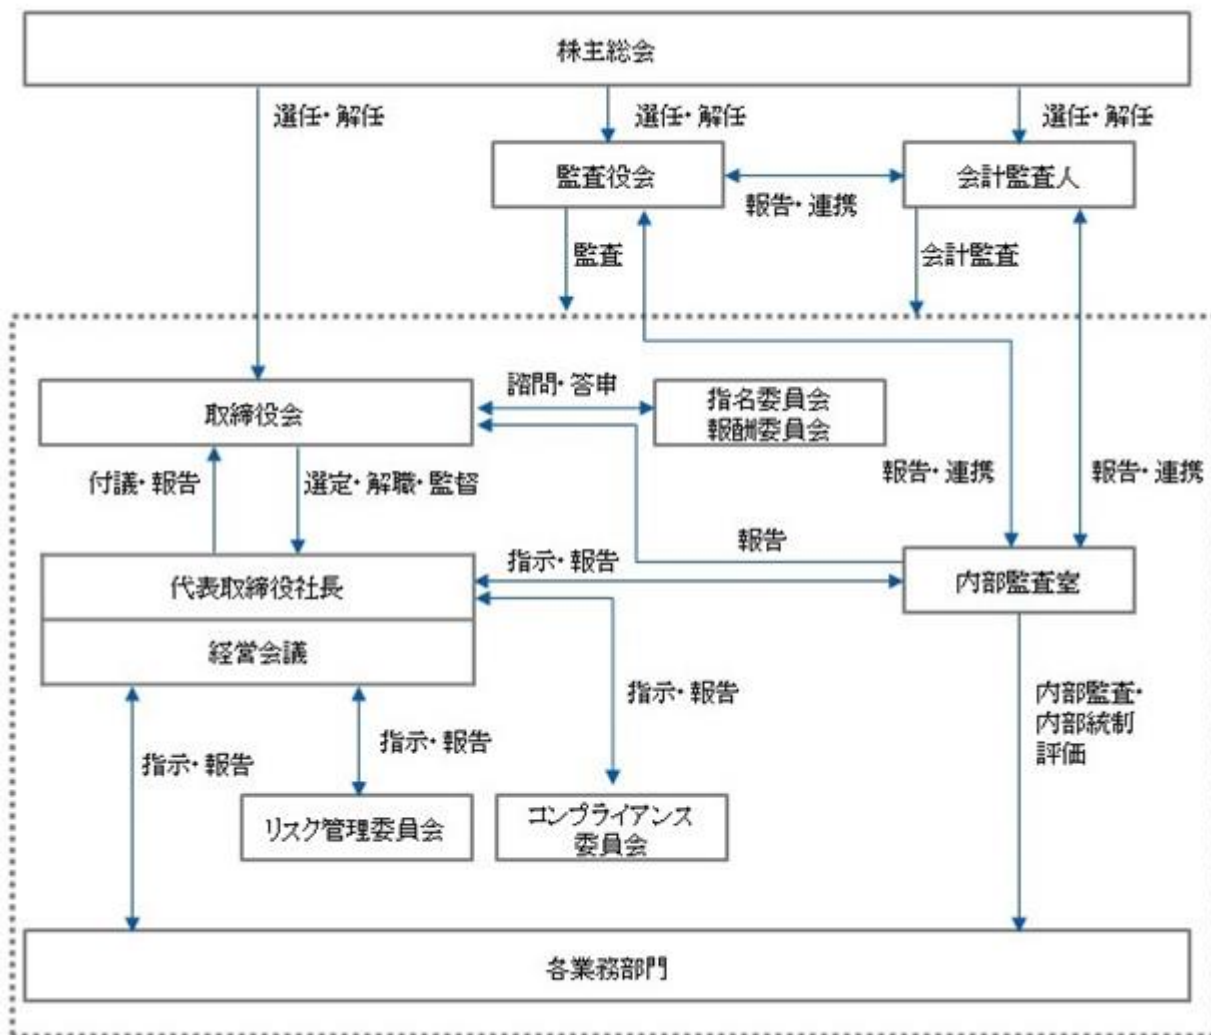 株主総会
選任・解任
選任・解任
選任・解任
監査役会
会計監査人
報告・連携
監査
会計監査
取締役会
諮問・答申
指名委員会
報酬委員会
付議・報告
選定・解職・監督
報告・連携
報告・連携
代表取締役社長
経営会議
指示・報告
報告
内部監査室
指示・報告
指示・報告
指示・報告
内部監査・
内部統制
評価
リスク管理委員会
コンプライアンス
委員会
各業務部門